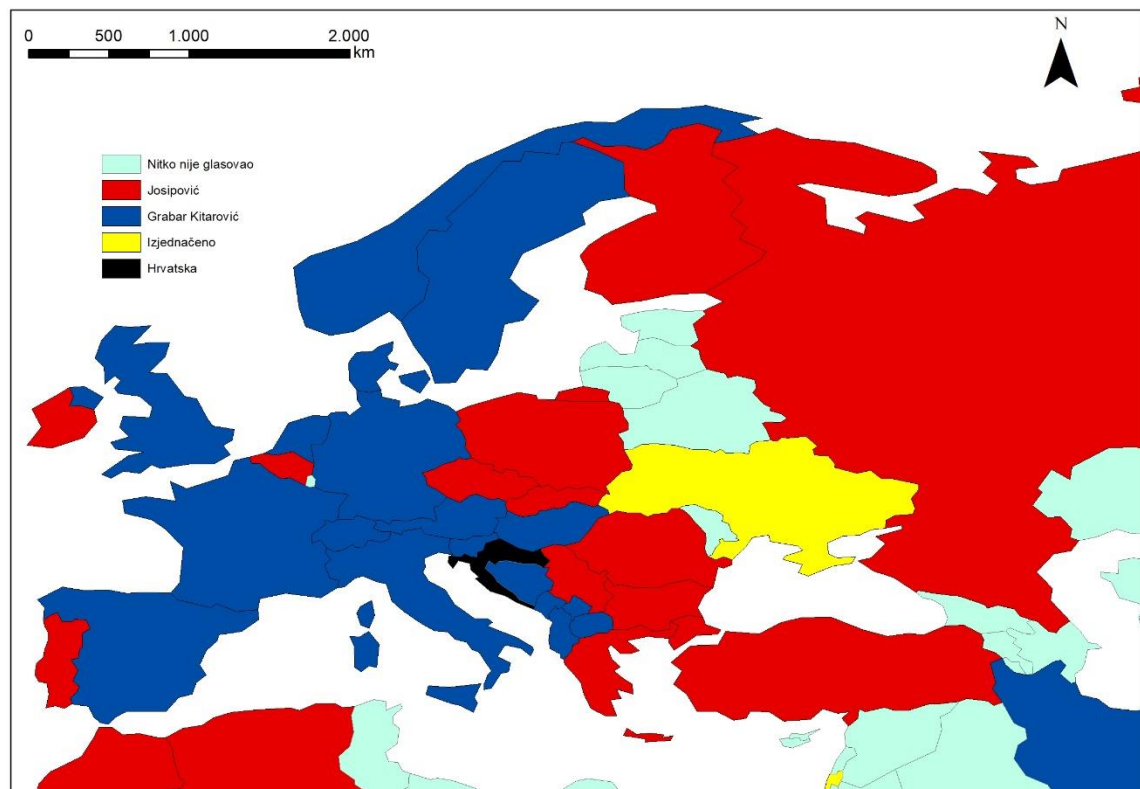 0 500 1.000 2.000
km
N
Nitko nije glasovao
Josipović
Grabar Kitarović
Izjednačeno
Hrvatska